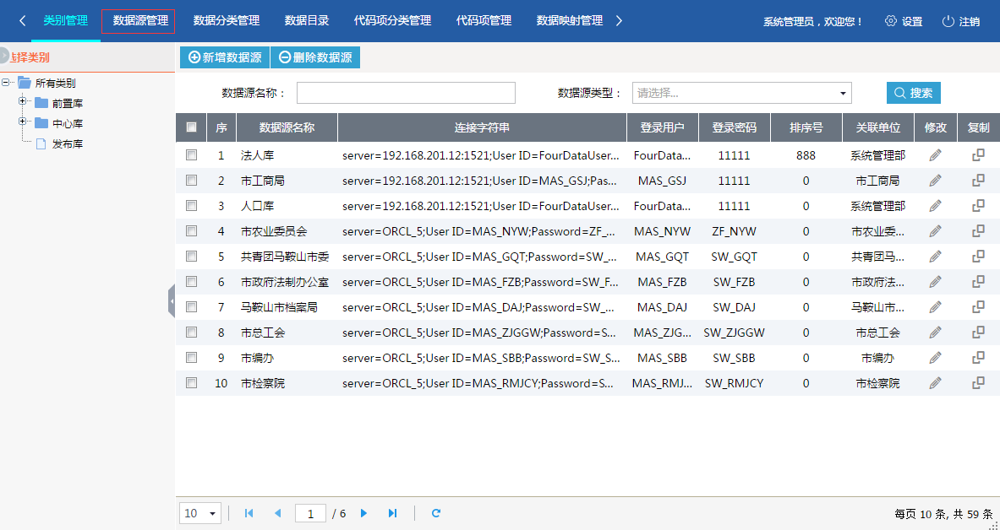 类别管理 数据源管理 数据分类管理 数据目录 代码项分类管理 代码项管理 数据映射管理 系统管理员，欢迎您！ 设置 注销
选择类别
新增数据源 删除数据源
所有类别
前置库
中心库
发布库
数据源名称： 数据源类型： 请选择... 搜索
序 数据源名称 连接字符串 登录用户 登录密码 排序号 关联单位 修改 复制
1 法人库 server=192.168.201.12:1521;User ID=FourDataUser... FourData... 11111 888 系统管理部
2 市工商局 server=192.168.201.12:1521;User ID=MAS_GSJ;Pas... MAS_GSJ 11111 0 市工商局
3 人口库 server=192.168.201.12:1521;User ID=FourDataUser... FourData... 11111 0 系统管理部
4 市农业委员会 server=ORCL_5;User ID=MAS_NYW;Password=ZF_... MAS_NYW ZF_NYW 0 市农业委...
5 共青团马鞍山市委 server=ORCL_5;User ID=MAS_GQT;Password=SW_... MAS_GQT SW_GQT 0 共青团马...
6 市政府法制办公室 server=ORCL_5;User ID=MAS_FZB;Password=SW_F... MAS_FZB SW_FZB 0 市政府法...
7 马鞍山市档案局 server=ORCL_5;User ID=MAS_DAJ;Password=SW_... MAS_DAJ SW_DAJ 0 马鞍山市...
8 市总工会 server=ORCL_5;User ID=MAS_ZJGGW;Password=S... MAS_ZJG... SW_ZJGGW 0 市总工会
9 市编办 server=ORCL_5;User ID=MAS_SBB;Password=SW_S... MAS_SBB SW_SBB 0 市编办
10 市检察院 server=ORCL_5;User ID=MAS_RMJCY;Password=S... MAS_RMJ... SW_RMJCY 0 市检察院
10 1 / 6 每页 10 条, 共 59 条